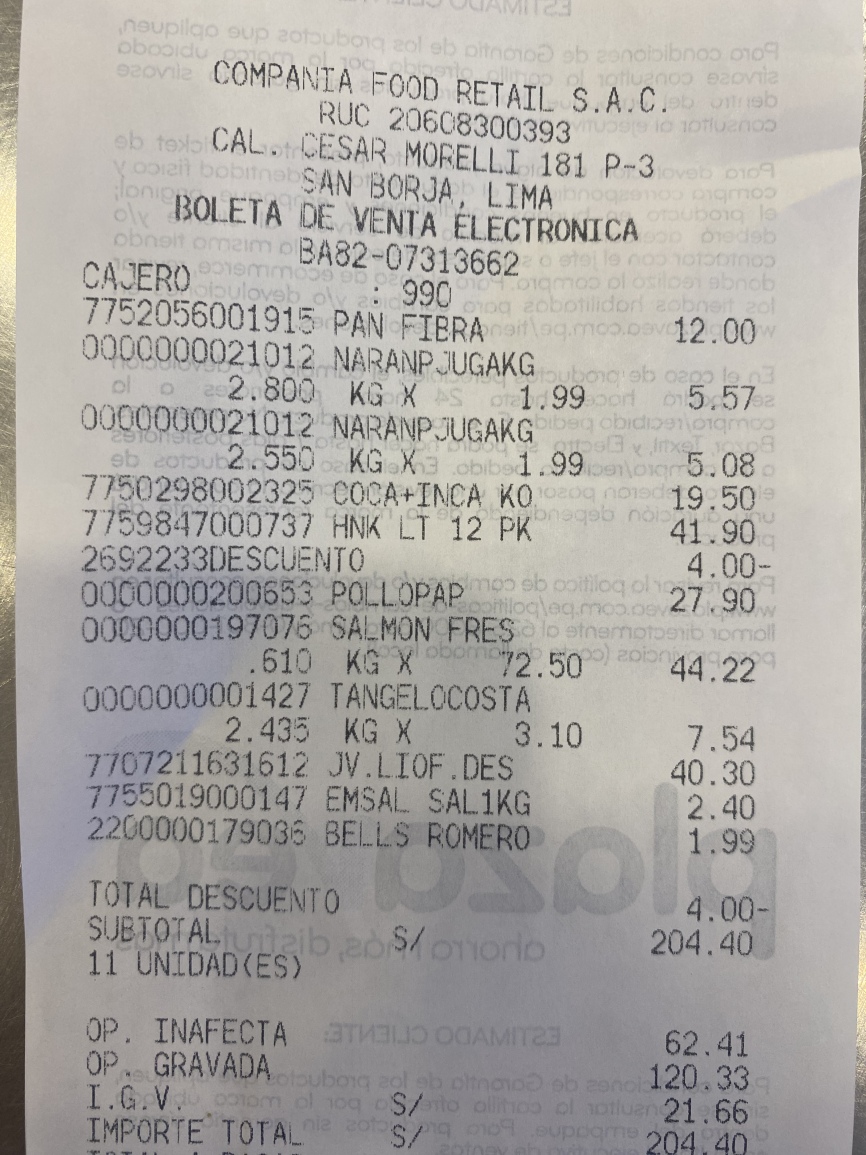 COMPANIA FOOD RETAIL S.A.C.
RUC 20608300393
CAL. CESAR MORELLI 181 P-3
SAN BORJA, LIMA
BOLETA DE VENTA ELECTRONICA
BA82-07313662
CAJERO : 990
7752056001915 PAN FIBRA 12.00
0000000021012 NARANPJUGAKG
2.800 KG X 1.99 5.57
0000000021012 NARANPJUGAKG
2.550 KG X 1.99 5.08
7750298002325 COCA+INCA KO 19.50
7759847000737 HNK LT 12 PK 41.90
2692233DESCUENTO 4.00-
0000000200653 POLLOPAP 27.90
0000000197076 SALMON FRES
.610 KG X 72.50 44.22
0000000001427 TANGELOCOSTA
2.435 KG X 3.10 7.54
7707211631612 JV.LIOF.DES 40.30
7755019000147 EMSAL SAL1KG 2.40
2200000179036 BELLS ROMERO 1.99
TOTAL DESCUENTO 4.00-
SUBTOTAL S/ 204.40
11 UNIDAD(ES)
OP. INAFECTA 62.41
OP. GRAVADA 120.33
I.G.V. S/ 21.66
IMPORTE TOTAL S/ 204.40